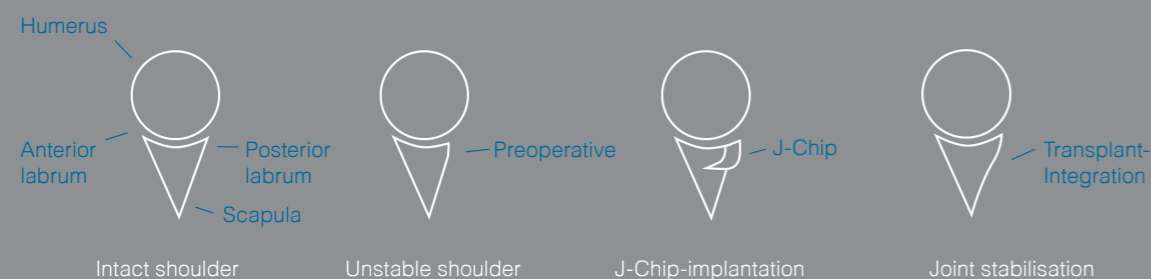 Humerus
Anterior
labrum
Posterior
labrum
Scapula
Intact shoulder
Preoperative
Unstable shoulder
J-Chip
J-Chip-implantation
Transplant-
Integration
Joint stabilisation